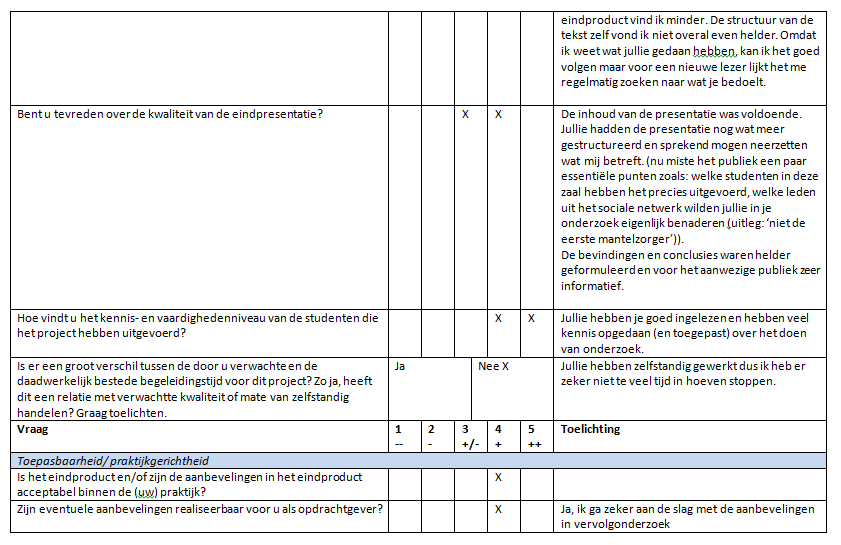 eindproduct vind ik minder. De structuur van de
tekst zelf vond ik niet overal even helder. Omdat
ik weet wat jullie gedaan hebben, kan ik het goed
volgen maar voor een nieuwe lezer lijkt het me
regelmatig zoeken naar wat je bedoelt.
Bent u tevreden over de kwaliteit van de eindpresentatie?
X
X
De inhoud van de presentatie was voldoende.
Jullie hadden de presentatie nog wat meer
gestructureerd en sprekend mogen neerzetten
wat mij betreft. (nu miste het publiek een paar
essentiële punten zoals: welke studenten in deze
zaal hebben het precies uitgevoerd, welke leden
uit het sociale netwerk wilden jullie in je
onderzoek eigenlijk benaderen (uitleg: ‘niet de
eerste mantelzorger’)).
De bevindingen en conclusies waren helder
geformuleerd en voor het aanwezige publiek zeer
informatief.
Hoe vindt u het kennis- en vaardighedenniveau van de studenten die
het project hebben uitgevoerd?
X
X
Jullie hebben je goed ingelezen en hebben veel
kennis opgedaan (en toegepast) over het doen
van onderzoek.
Is er een groot verschil tussen de door u verwachte en de
daadwerkelijk bestede begeleidingstijd voor dit project? Zo ja, heeft
dit een relatie met verwachtte kwaliteit of mate van zelfstandig
handelen? Graag toelichten.
Ja
Nee X
Jullie hebben zelfstandig gewerkt dus ik heb er
zeker niet te veel tijd in hoeven stoppen.
Vraag
1
--
2
-
3
+/-
4
+
5
++
Toelichting
Toepasbaarheid/ praktijkgerichtheid
Is het eindproduct en/of zijn de aanbevelingen in het eindproduct
acceptabel binnen de (uw) praktijk?
X
Zijn eventuele aanbevelingen realiseerbaar voor u als opdrachtgever?
X
Ja, ik ga zeker aan de slag met de aanbevelingen
in vervolgonderzoek